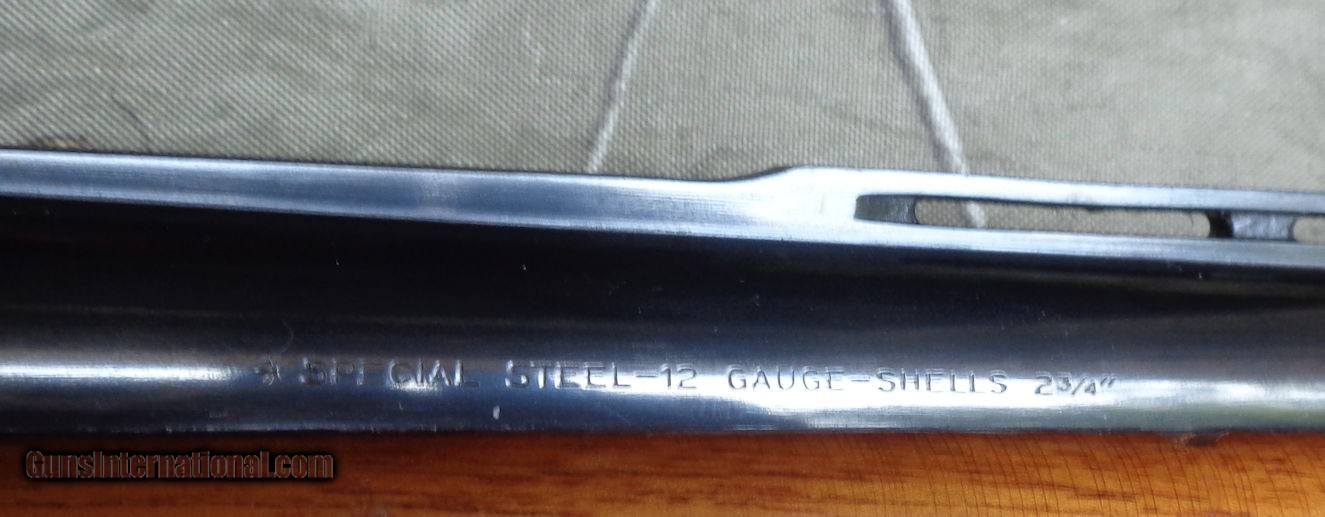 * SPECIAL STEEL-12 GAUGE-SHELLS 2¾"
GunsInternational.com